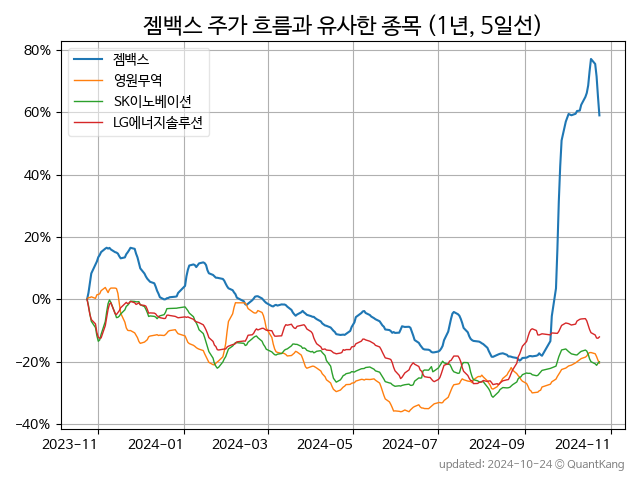 젬백스 주가 흐름과 유사한 종목 (1년, 5일선)
젬백스
영원무역
SK이노베이션
LG에너지솔루션
80%
60%
40%
20%
0%
−20%
−40%
2023−11
2024−01
2024−03
2024−05
2024−07
2024−09
2024−11
updated: 2024-10-24 © QuantKang